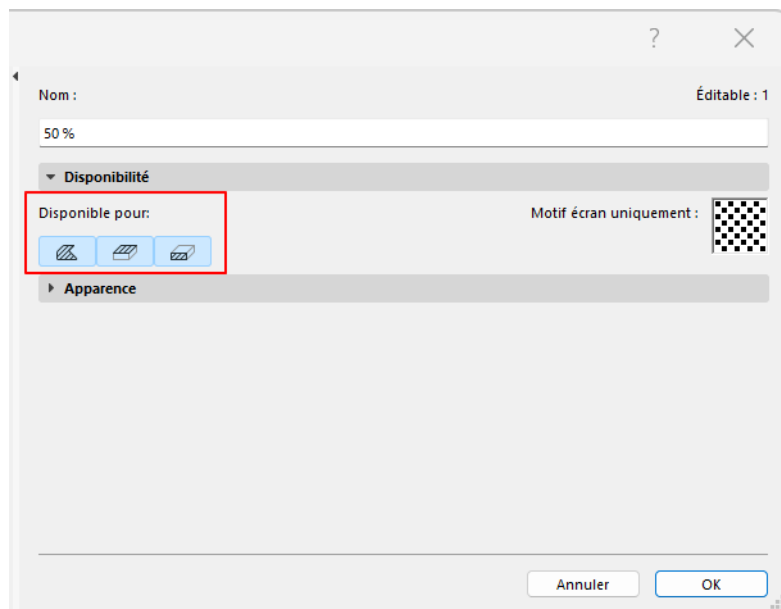 ?
Nom :
Éditable : 1
50 %
Disponibilité
Disponible pour:
Motif écran uniquement :
Apparence
Annuler
OK